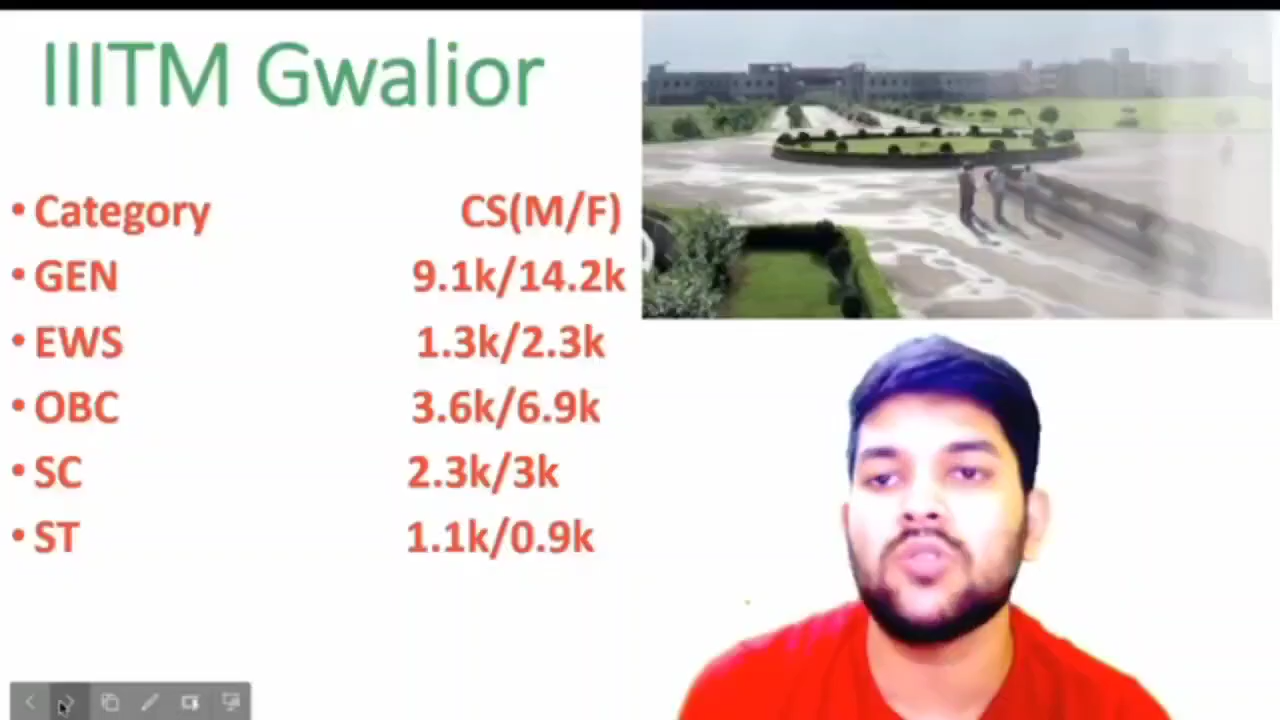 IIITM Gwalior
• Category CS(M/F)
• GEN 9.1k/14.2k
• EWS 1.3k/2.3k
• OBC 3.6k/6.9k
• SC 2.3k/3k
• ST 1.1k/0.9k